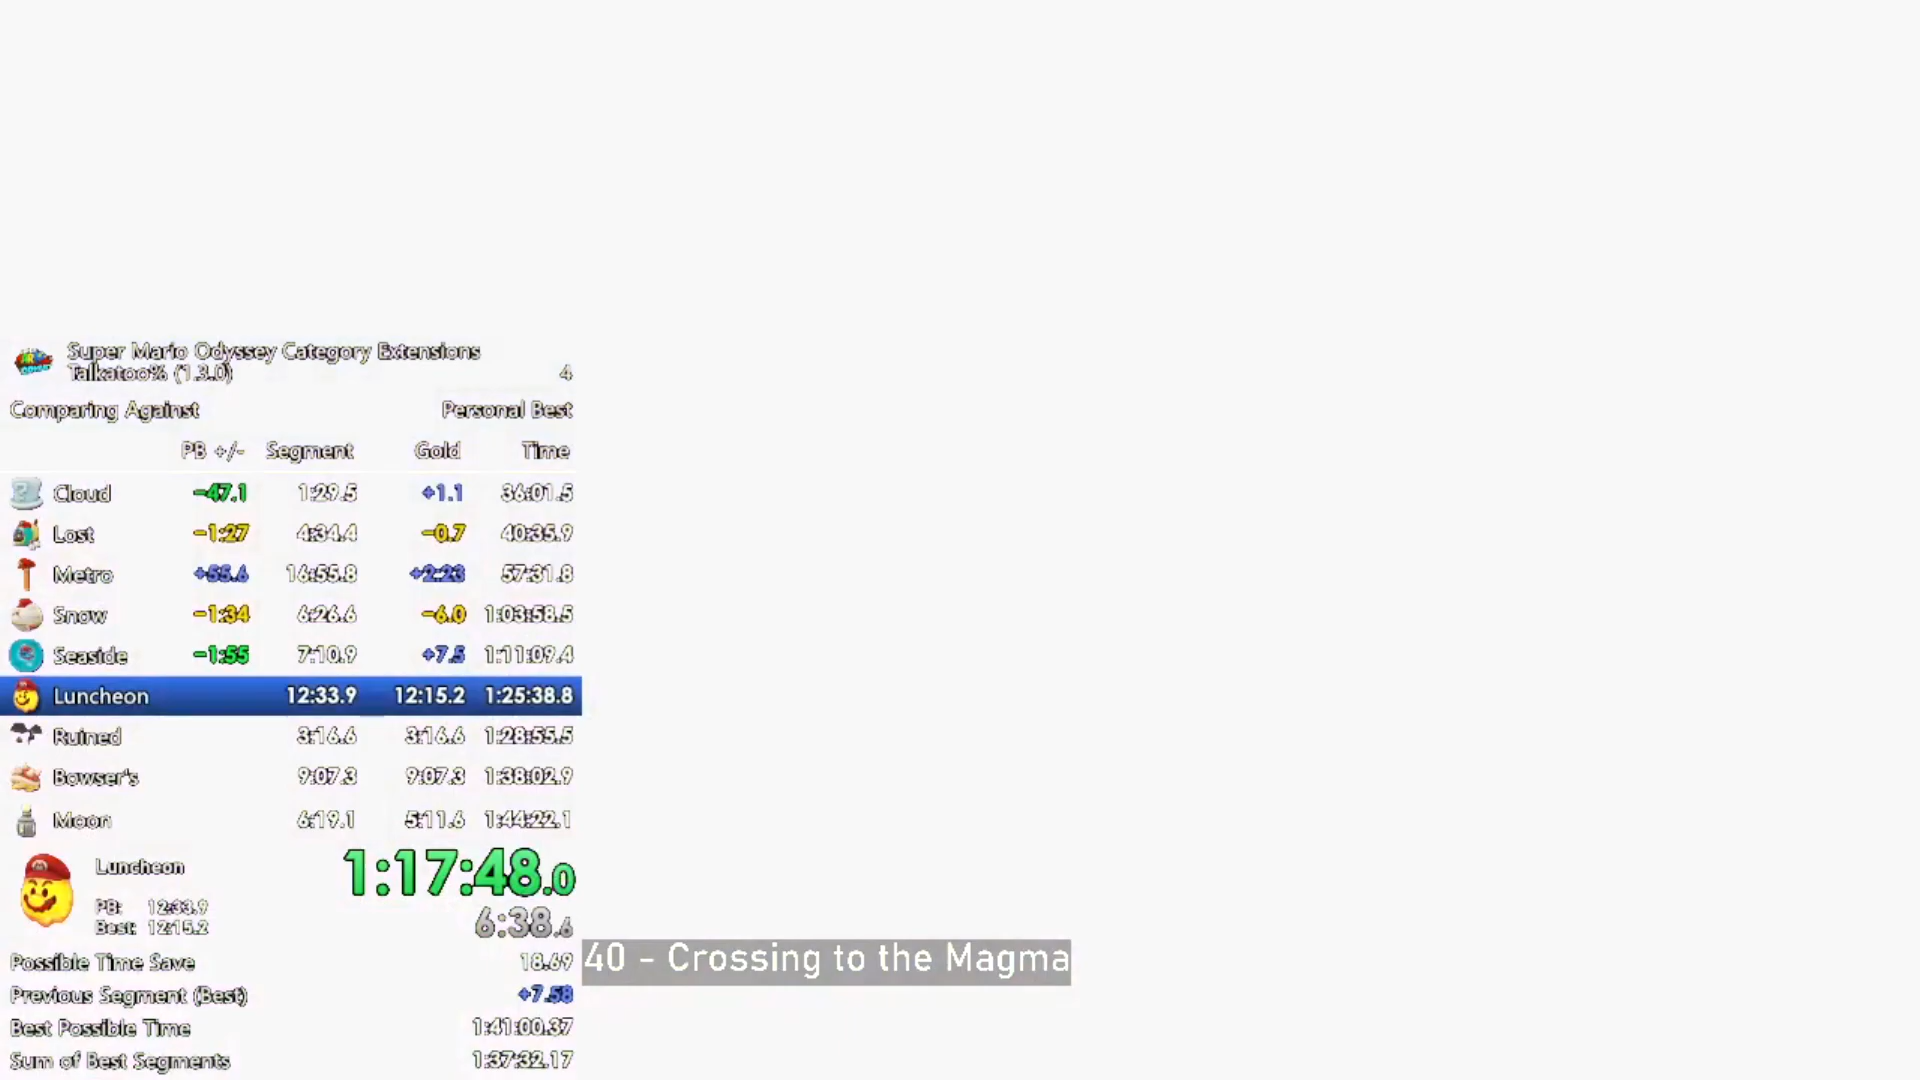 Super Mario Odyssey Category Extensions
Talkatoo% (1.3.0) 4
Comparing Against Personal Best
PB +/- Segment Gold Time
Cloud -47.1 1:29.5 +1.1 36:01.5
Lost -1:27 4:34.4 -0.7 40:35.9
Metro +55.6 16:55.8 +2:23 57:31.8
Snow -1:34 6:26.6 -6.0 1:03:58.5
Seaside -1:55 7:10.9 +7.5 1:11:09.4
Luncheon 12:33.9 12:15.2 1:25:38.8
Ruined 3:16.6 3:16.6 1:28:55.5
Bowser's 9:07.3 9:07.3 1:38:02.9
Moon 6:19.1 5:11.6 1:44:22.1
Luncheon 1:17:48.0
PB: 12:33.9 6:38.6
Best: 12:15.2
Possible Time Save 18.69
40 - Crossing to the Magma
Previous Segment (Best) +7.58
Best Possible Time 1:41:00.37
Sum of Best Segments 1:37:32.17